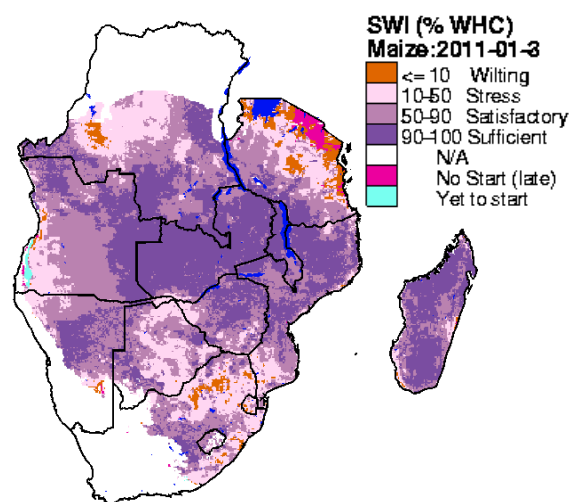 SWI (% WHC)
Maize:2011-01-3
<= 10 Wilting
10-50 Stress
50-90 Satisfactory
90-100 Sufficient
N/A
No Start (late)
Yet to start